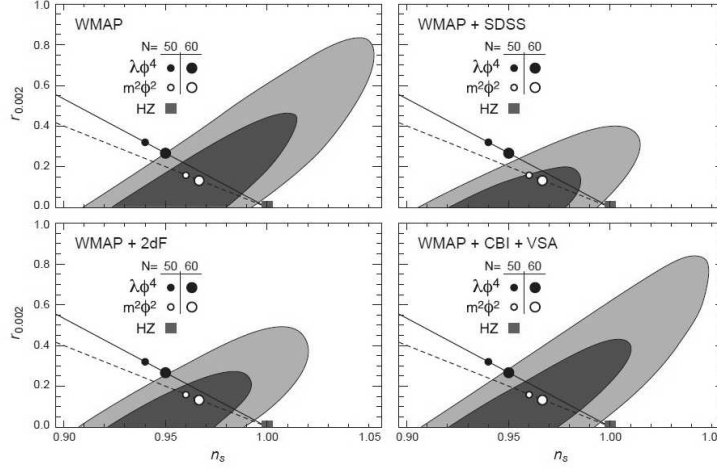 WMAP
WMAP + SDSS
1.0
0.8
0.6
0.4
0.2
0.0
r0.002
N= 50 60
λϕ⁴
m²ϕ²
HZ
N= 50 60
λϕ⁴
m²ϕ²
HZ
WMAP + 2dF
WMAP + CBI + VSA
0.8
0.6
0.4
0.2
0.0
r0.002
N= 50 60
λϕ⁴
m²ϕ²
HZ
N= 50 60
λϕ⁴
m²ϕ²
HZ
0.90 0.95 1.00 1.05
0.90 0.95 1.00
ns
ns